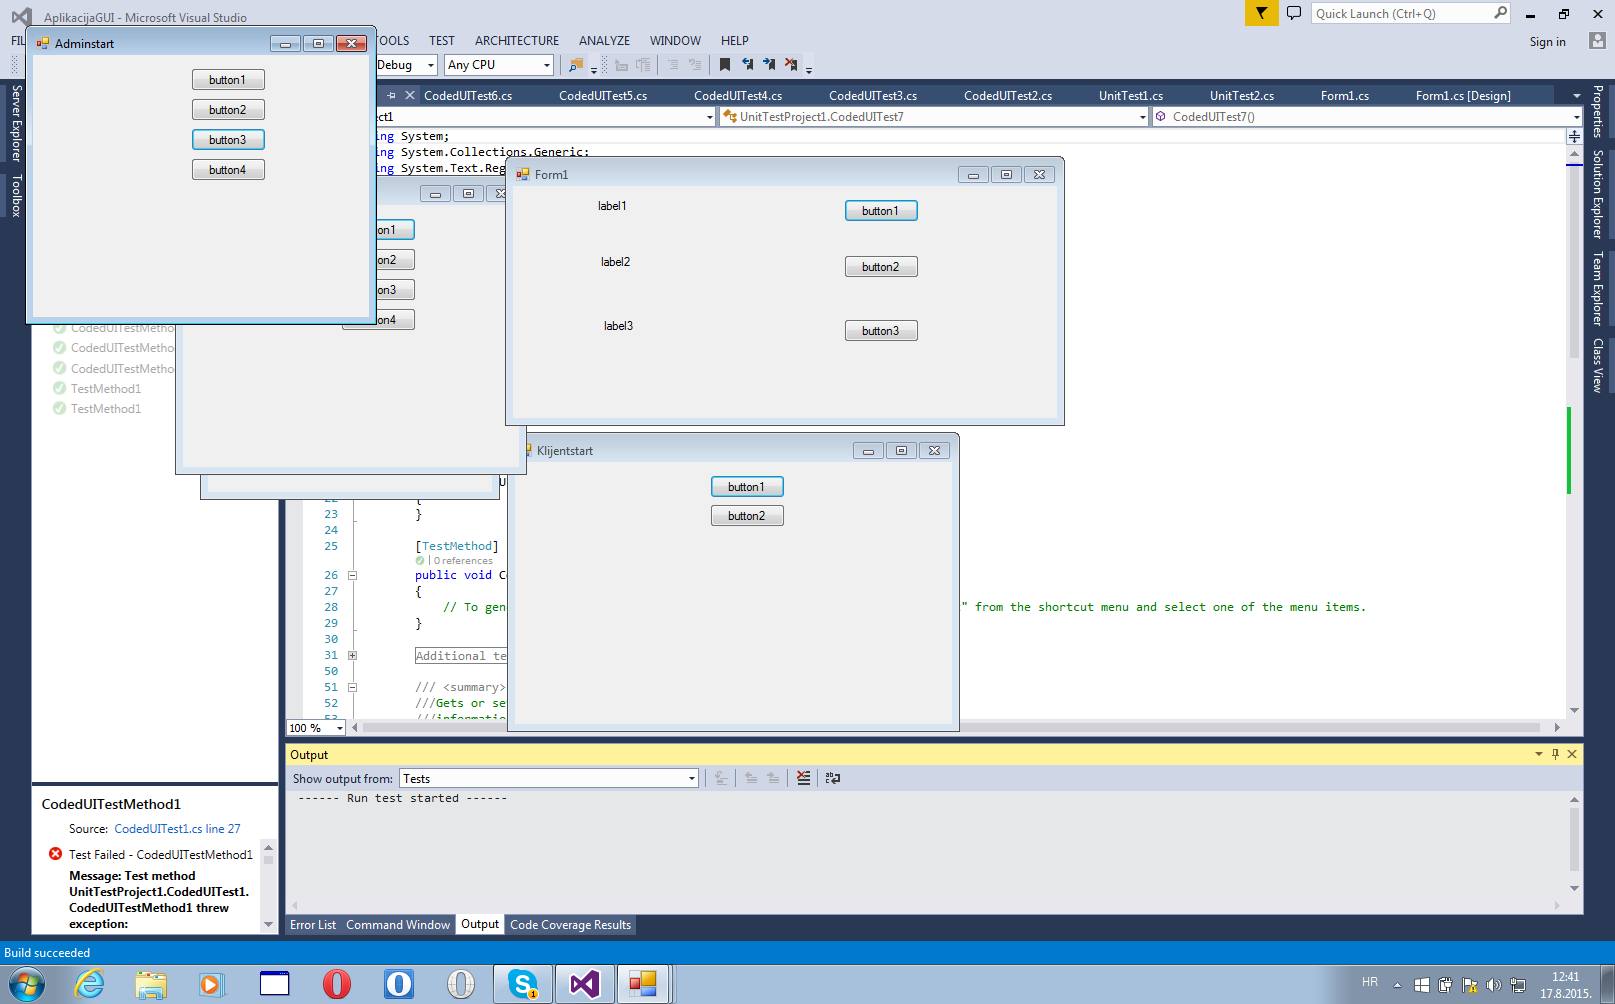 AplikacijaGUI - Microsoft Visual Studio
Quick Launch (Ctrl+Q)
TEST ARCHITECTURE ANALYZE WINDOW HELP
Sign in
Debug Any CPU
Adminstart
button1
button2
button3
button4
Server Explorer
Toolbox
CodedUITest6.cs CodedUITest5.cs CodedUITest4.cs CodedUITest3.cs CodedUITest2.cs UnitTest1.cs UnitTest2.cs Form1.cs Form1.cs [Design]
UnitTestProject1.CodedUITest7 CodedUITest7()
ing System;
ing System.Collections.Generic;
ing System.Text.Reg
Properties
Solution Explorer
Team Explorer
Class View
Form1
label1 button1
label2 button2
label3 button3
on1
on2
on3
on4
CodedUITestMetho
CodedUITestMetho
CodedUITestMetho
TestMethod1
TestMethod1
Klijentstart
button1
button2
22 {
23 }
24
25 [TestMethod]
0 references
26 public void C
27 {
28 // To gen " from the shortcut menu and select one of the menu items.
29 }
30
31 Additional te
50
51 /// <summary>
52 ///Gets or se
53 ///informatio
100 %
Output
Show output from: Tests
------ Run test started ------
CodedUITestMethod1
Source: CodedUITest1.cs line 27
Test Failed - CodedUITestMethod1
Message: Test method
UnitTestProject1.CodedUITest1.
CodedUITestMethod1 threw
exception:
Error List Command Window Output Code Coverage Results
Build succeeded
HR
12:41
17.8.2015.